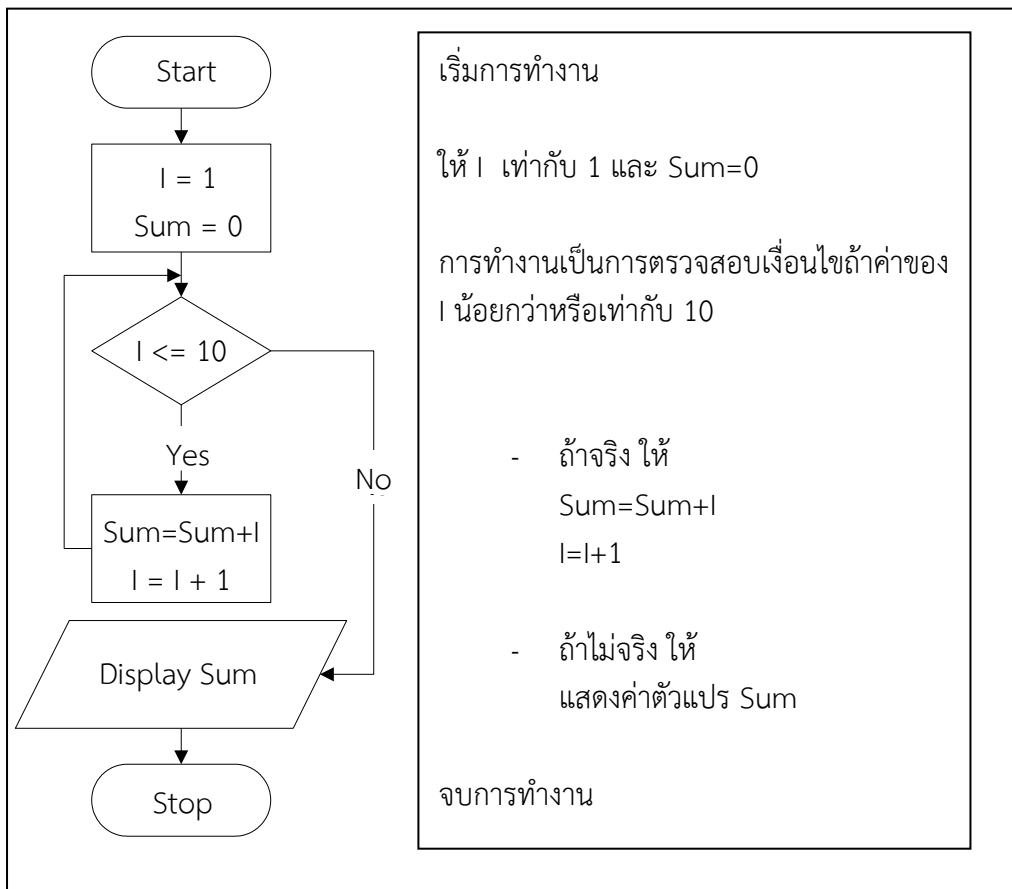 Start
I = 1
Sum = 0
I <= 10
Yes
No
Sum=Sum+I
I = I + 1
Display Sum
Stop
เริ่มการทำงาน
ให้ I เท่ากับ 1 และ Sum=0
การทำงานเป็นการตรวจสอบเงื่อนไขถ้าค่าของ
I น้อยกว่าหรือเท่ากับ 10
- ถ้าจริง ให้
Sum=Sum+I
I=I+1
- ถ้าไม่จริง ให้
แสดงค่าตัวแปร Sum
จบการทำงาน